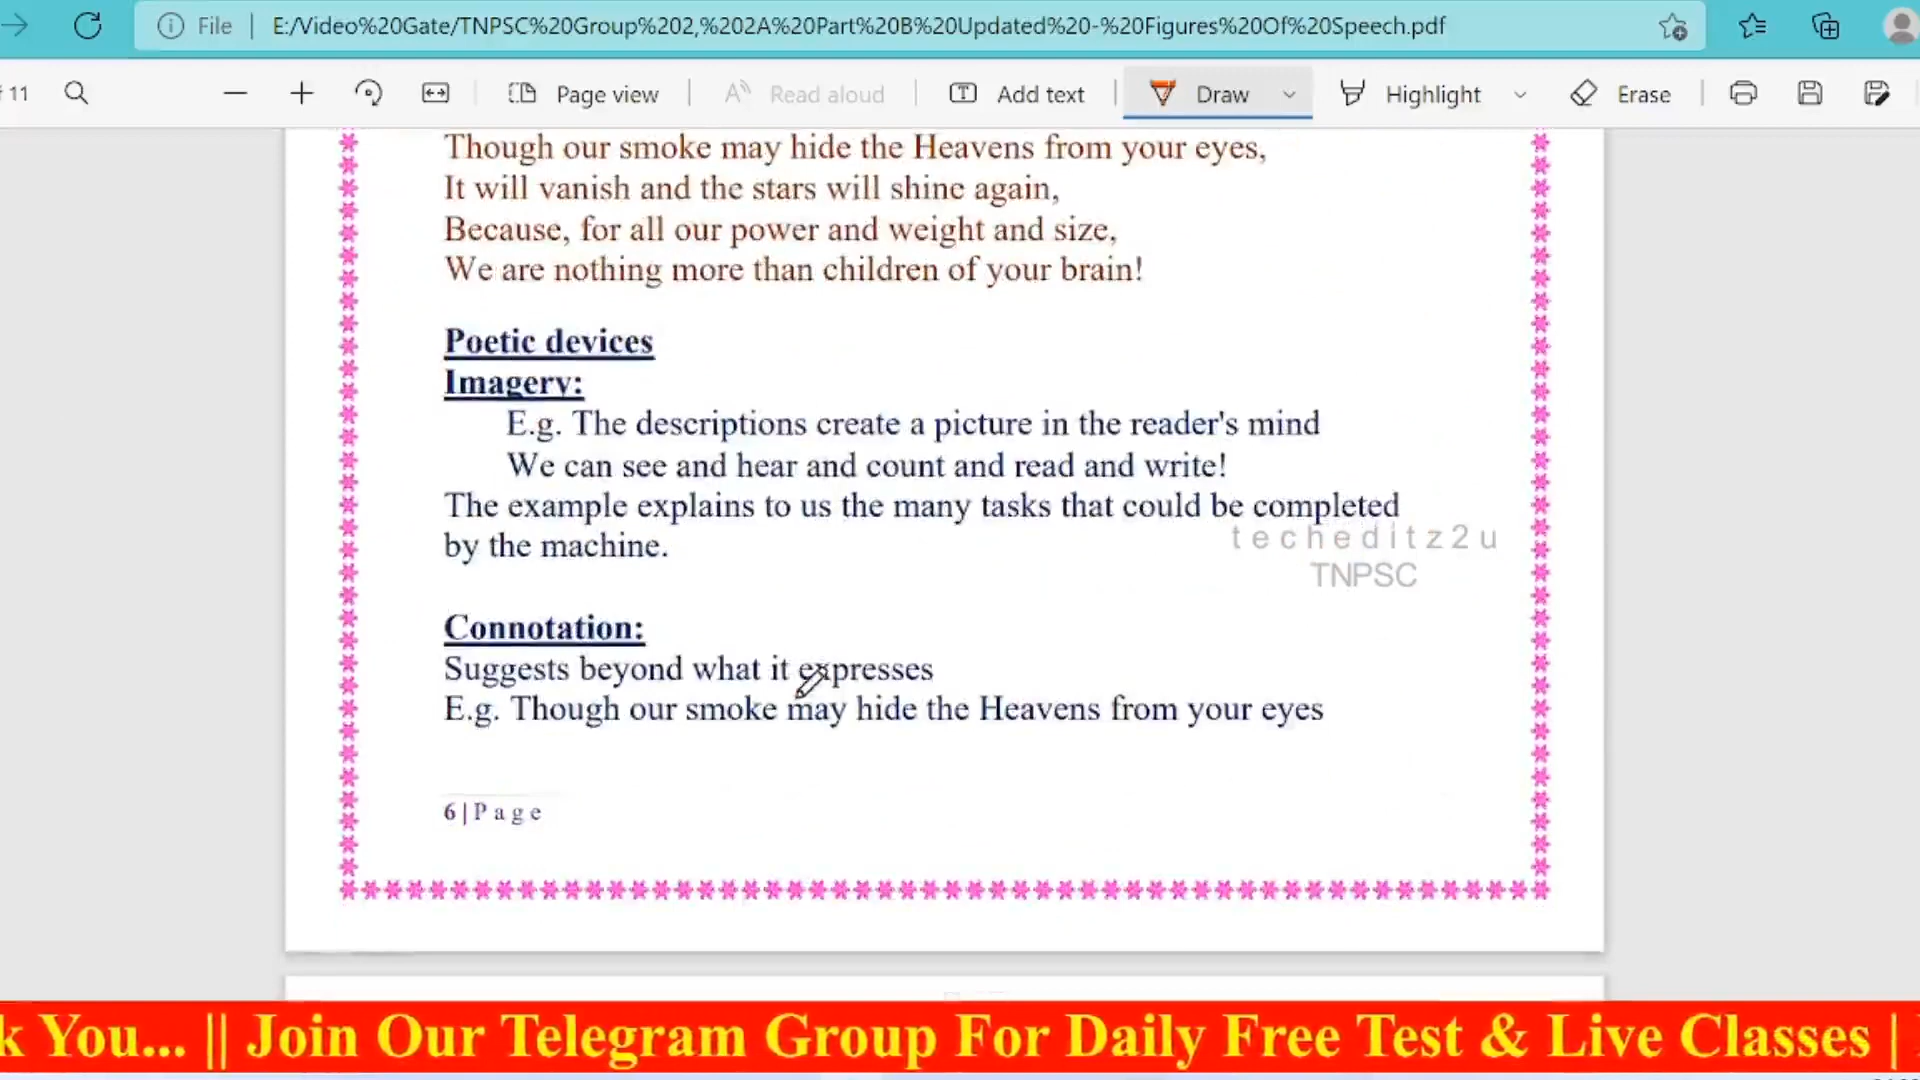 File | E:/Video%20Gate/TNPSC%20Group%202,%202A%20Part%20B%20Updated%20-%20Figures%20Of%20Speech.pdf
11
Page view
Read aloud
Add text
Draw
Highlight
Erase
Though our smoke may hide the Heavens from your eyes,
It will vanish and the stars will shine again,
Because, for all our power and weight and size,
We are nothing more than children of your brain!
Poetic devices
Imagery:
E.g. The descriptions create a picture in the reader's mind
We can see and hear and count and read and write!
The example explains to us the many tasks that could be completed
by the machine.
techeditz2u
TNPSC
Connotation:
Suggests beyond what it expresses
E.g. Though our smoke may hide the Heavens from your eyes
6|Page
k You... || Join Our Telegram Group For Daily Free Test & Live Classes |